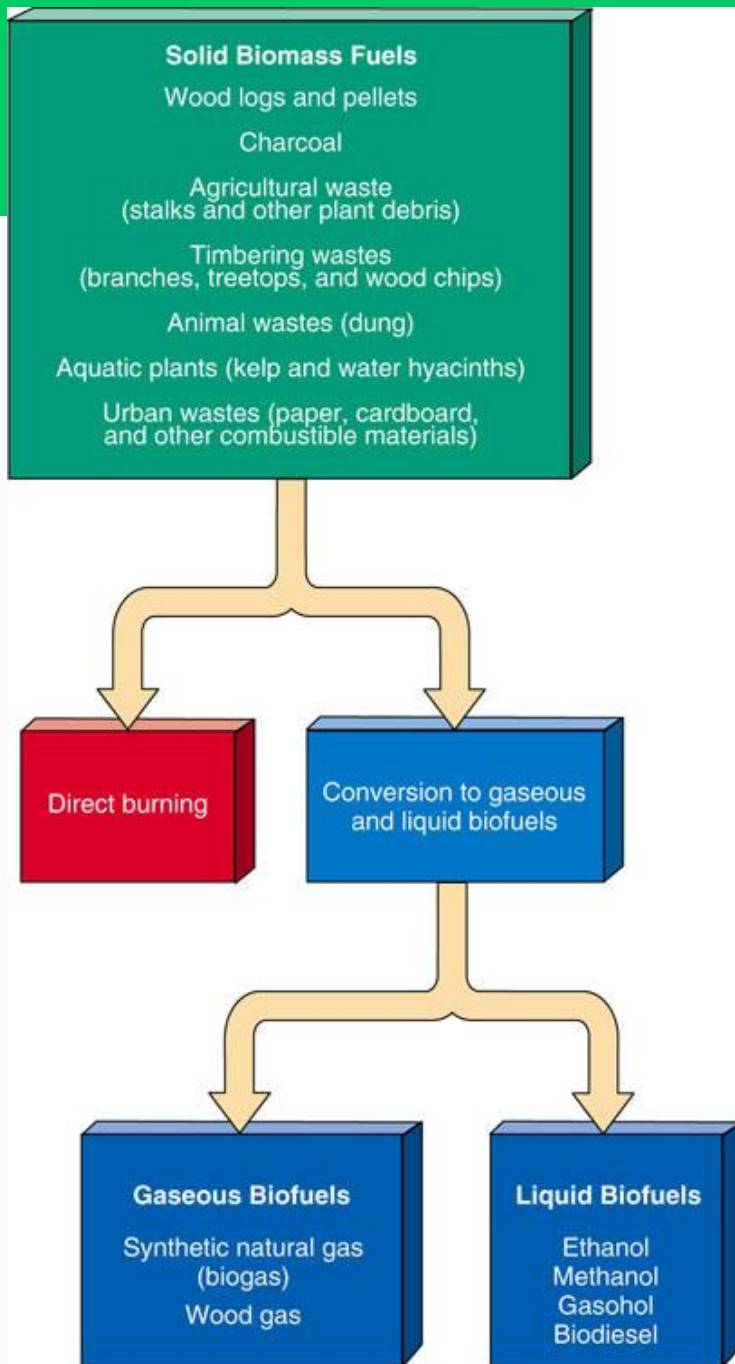 Solid Biomass Fuels
Wood logs and pellets
Charcoal
Agricultural waste
(stalks and other plant debris)
Timbering wastes
(branches, treetops, and wood chips)
Animal wastes (dung)
Aquatic plants (kelp and water hyacinths)
Urban wastes (paper, cardboard,
and other combustible materials)
Direct burning
Conversion to gaseous
and liquid biofuels
Gaseous Biofuels
Synthetic natural gas
(biogas)
Wood gas
Liquid Biofuels
Ethanol
Methanol
Gasohol
Biodiesel